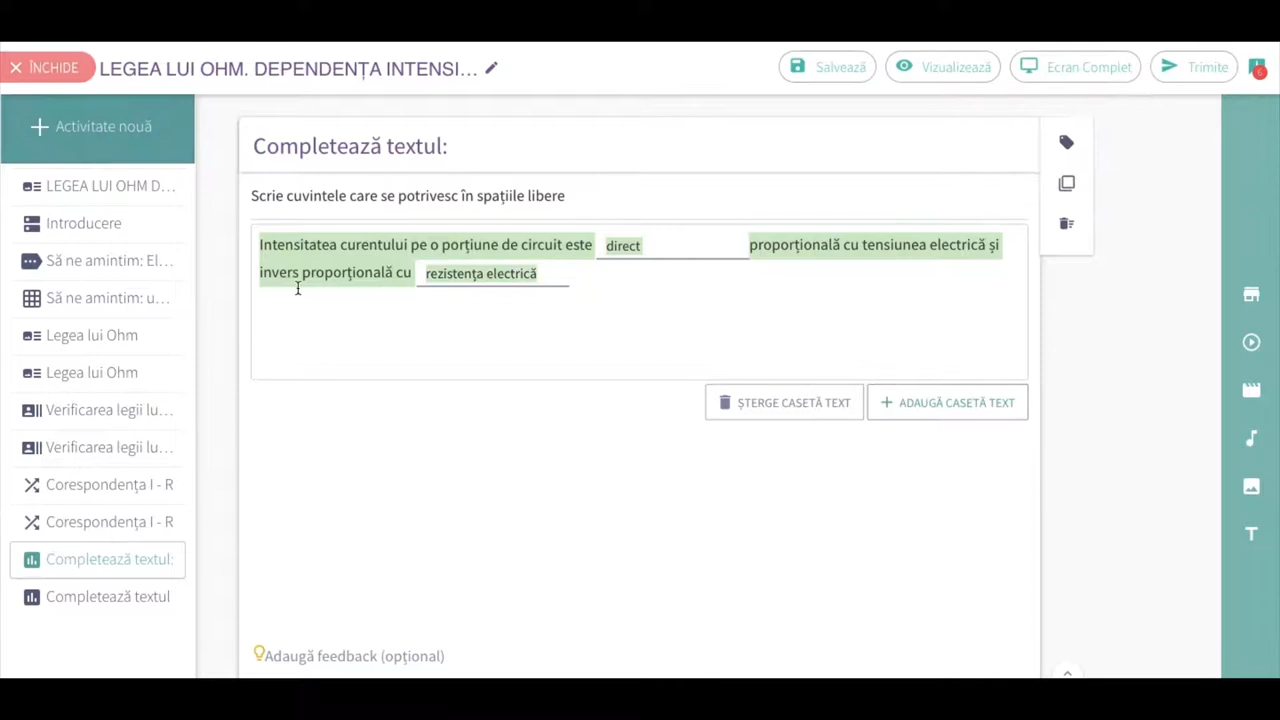 ÎNCHIDE
LEGEA LUI OHM. DEPENDENȚA INTENSI...
Salvează
Vizualizează
Ecran Complet
Trimite
6
Activitate nouă
LEGEA LUI OHM D...
Introducere
Să ne amintim: El...
Să ne amintim: u...
Legea lui Ohm
Legea lui Ohm
Verificarea legii lu...
Verificarea legii lu...
Corespondența I - R
Corespondența I - R
Completează textul:
Completează textul
Completează textul:
Scrie cuvintele care se potrivesc în spațiile libere
Intensitatea curentului pe o porțiune de circuit este direct proporțională cu tensiunea electrică și
invers proporțională cu rezistența electrică
ȘTERGE CASETĂ TEXT
ADAUGĂ CASETĂ TEXT
Adaugă feedback (opțional)
T